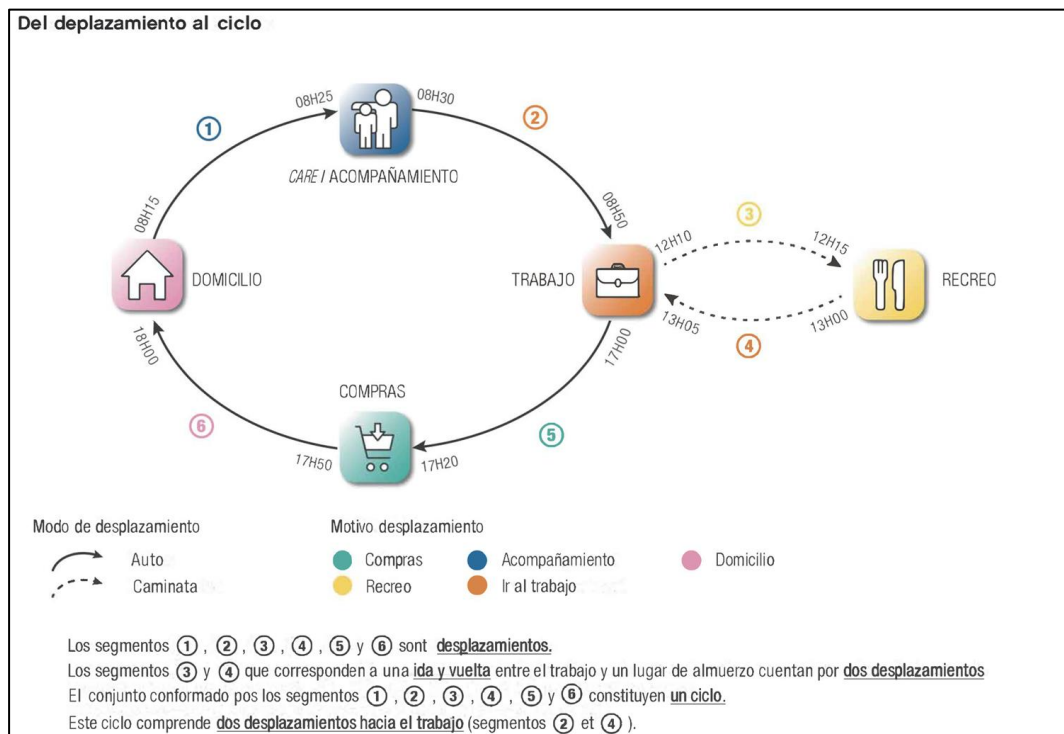 Del deplazamiento al ciclo
08H25
08H30
1
2
CARE / ACOMPAÑAMIENTO
08H15
08H50
3
12H10
12H15
DOMICILIO
TRABAJO
RECREO
18H00
17H00
13H05
13H00
4
COMPRAS
6
5
17H50
17H20
Modo de desplazamiento
Motivo desplazamiento
Auto
Compras
Acompañamiento
Domicilio
Caminata
Recreo
Ir al trabajo
Los segmentos 1 , 2 , 3 , 4 , 5 y 6 sont desplazamientos.
Los segmentos 3 y 4 que corresponden a una ida y vuelta entre el trabajo y un lugar de almuerzo cuentan por dos desplazamientos
El conjunto conformado pos los segmentos 1 , 2 , 3 , 4 , 5 y 6 constituyen un ciclo.
Este ciclo comprende dos desplazamientos hacia el trabajo (segmentos 2 et 4 ).